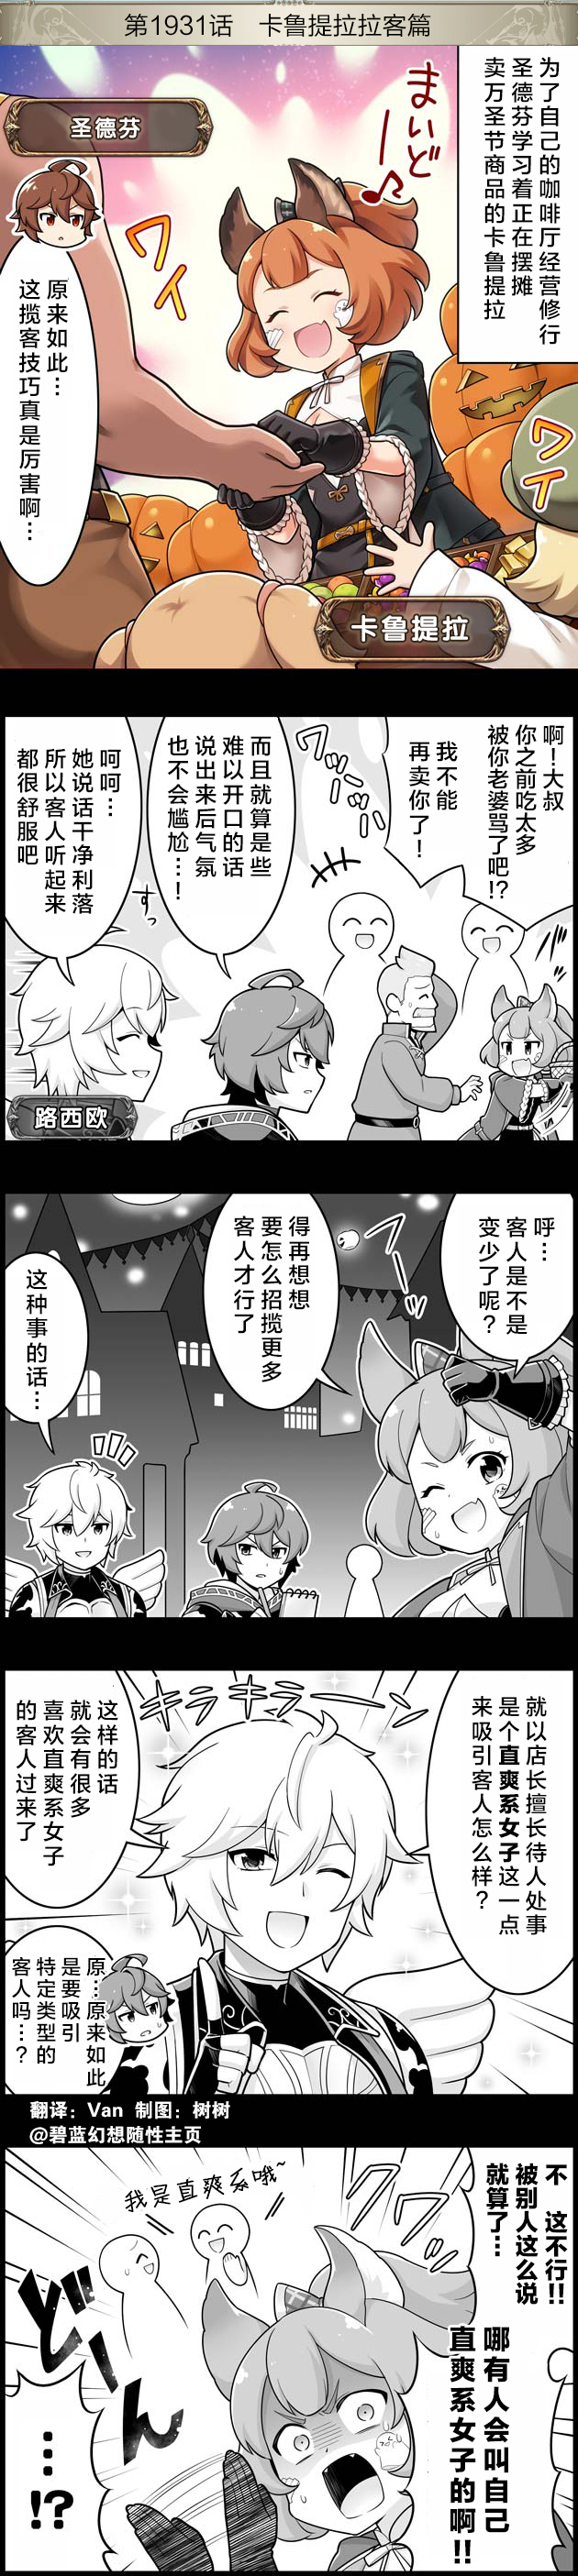 第1931话　卡鲁提拉拉客篇
为了自己的咖啡厅经营修行
圣德芬学习着正在摆摊
卖万圣节商品的卡鲁提拉
まいど♪
圣德芬
ワイ
ワイ
原来如此…
这揽客技巧真是厉害啊…
卡鲁提拉
啊！大叔
你之前吃太多
被你老婆骂了吧!?
我不能
再卖你了！
ワハハーハハ
而且就算是些
难以开口的话
说出来后气氛
也不会尴尬…！
呵呵…
她说话干净利落
所以客人听起来
都很舒服吧
すっ
路西欧
呼…
客人是不是
变少了呢？
フーッ
得再想想
要怎么招揽更多
客人才行了
这种事的话…
就以店长擅长待人处事
是个直爽系女子这一点
来吸引客人怎么样？
キラキラーン
这样的话
就会有很多
喜欢直爽系女子
的客人过来了
原…原来如此
是要吸引
特定类型的
客人吗…？
翻译：Van 制图：树树
@碧蓝幻想随性主页
不　这不行!!
被别人这么说
就算了…
我是直爽系哦~
哪有人会叫自己
直爽系女子的啊!!
どーん
…!?